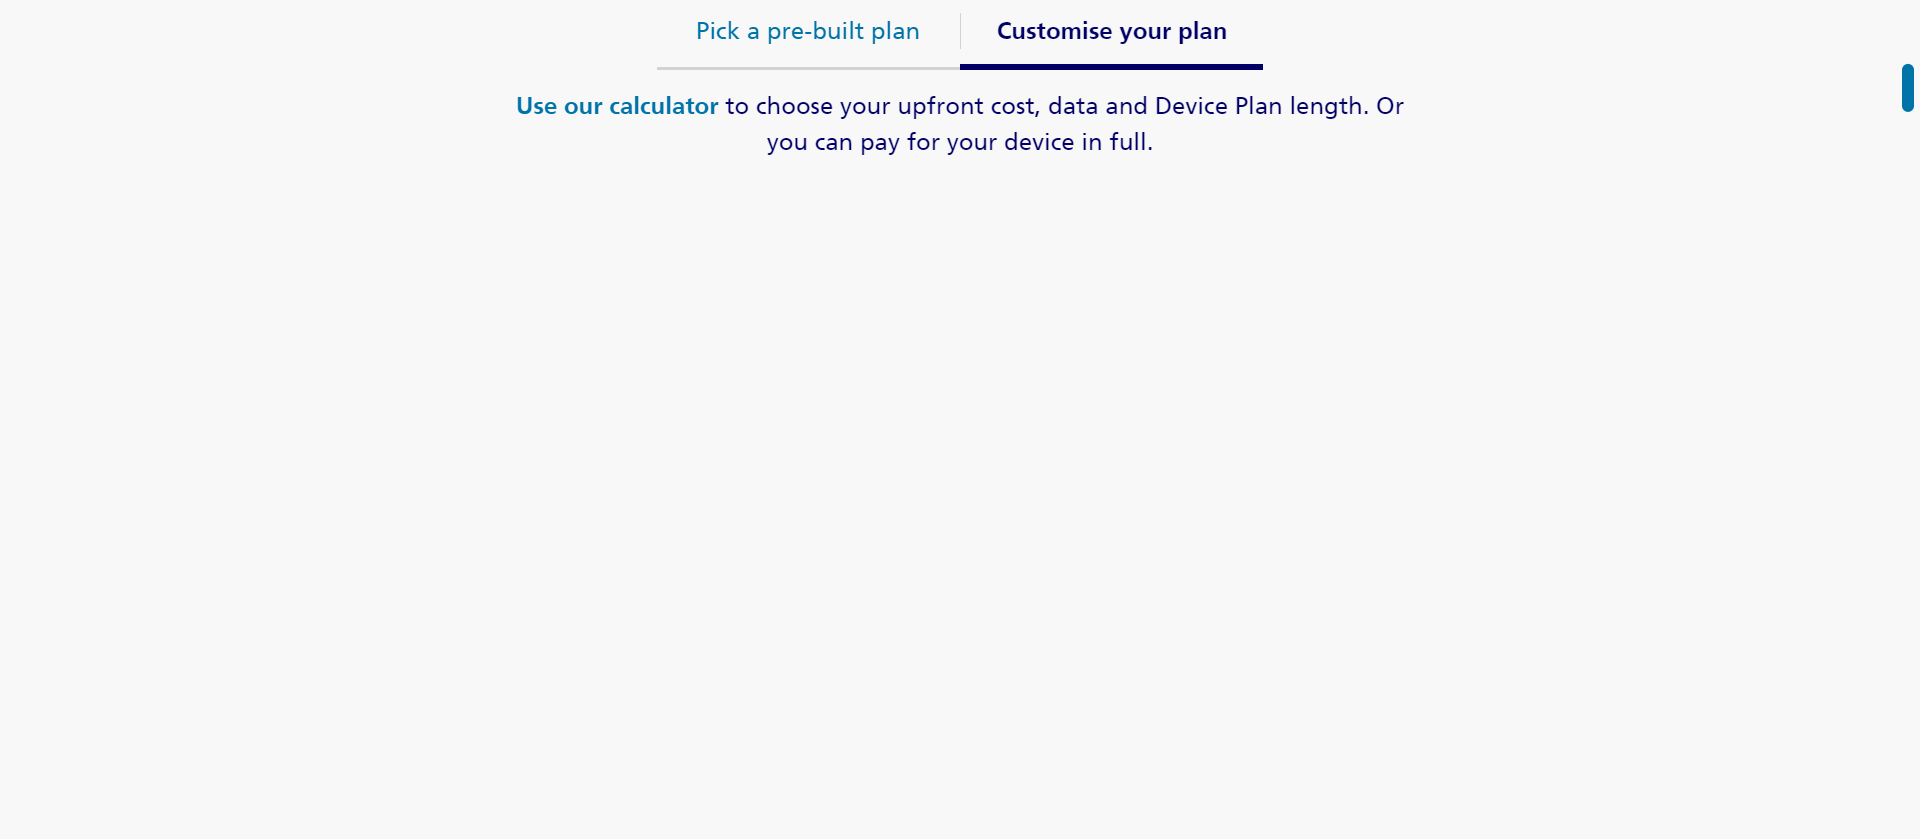 Pick a pre-built plan
Customise your plan
Use our calculator to choose your upfront cost, data and Device Plan length. Or
you can pay for your device in full.